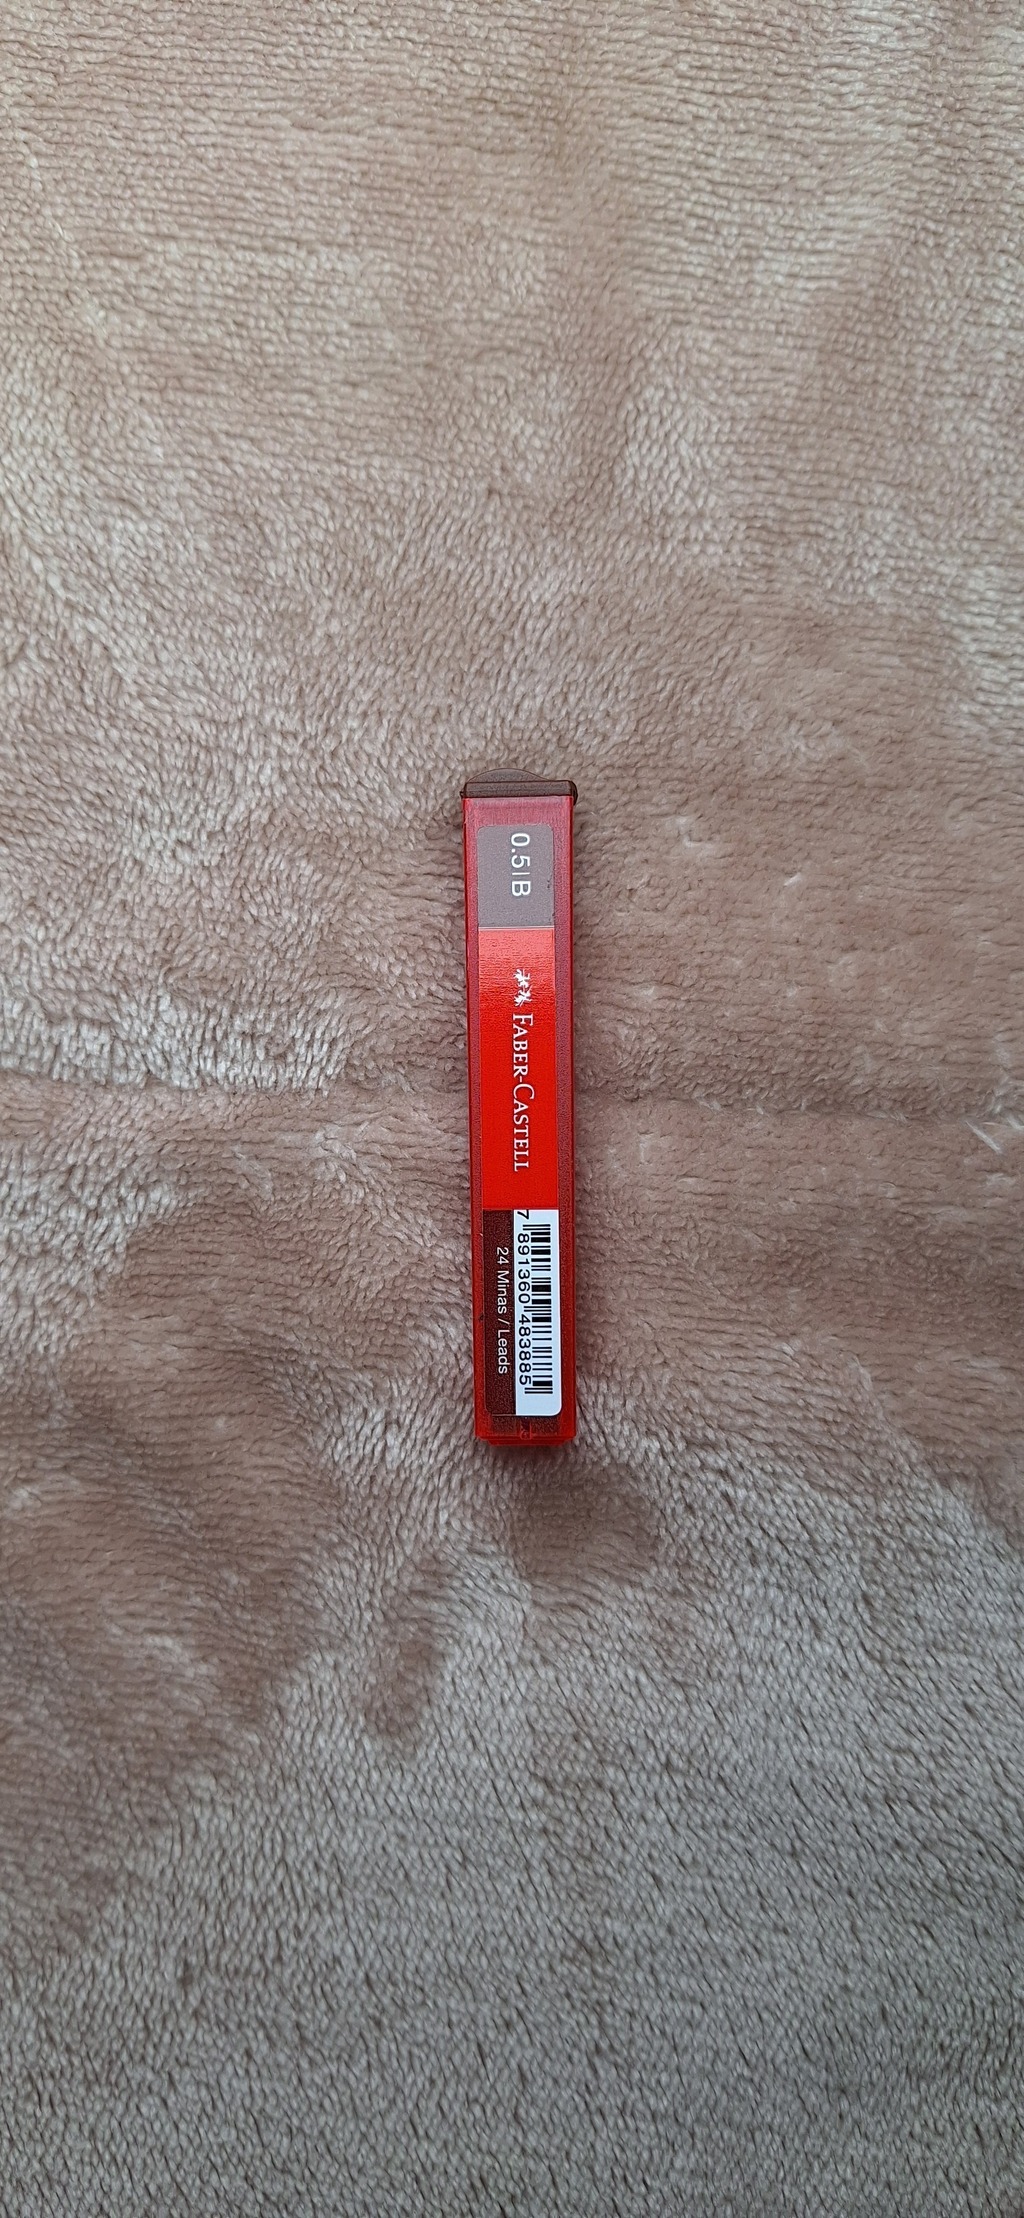 0.5 | B
FABER-CASTELL
7 891360 483885
24 Minas / Leads